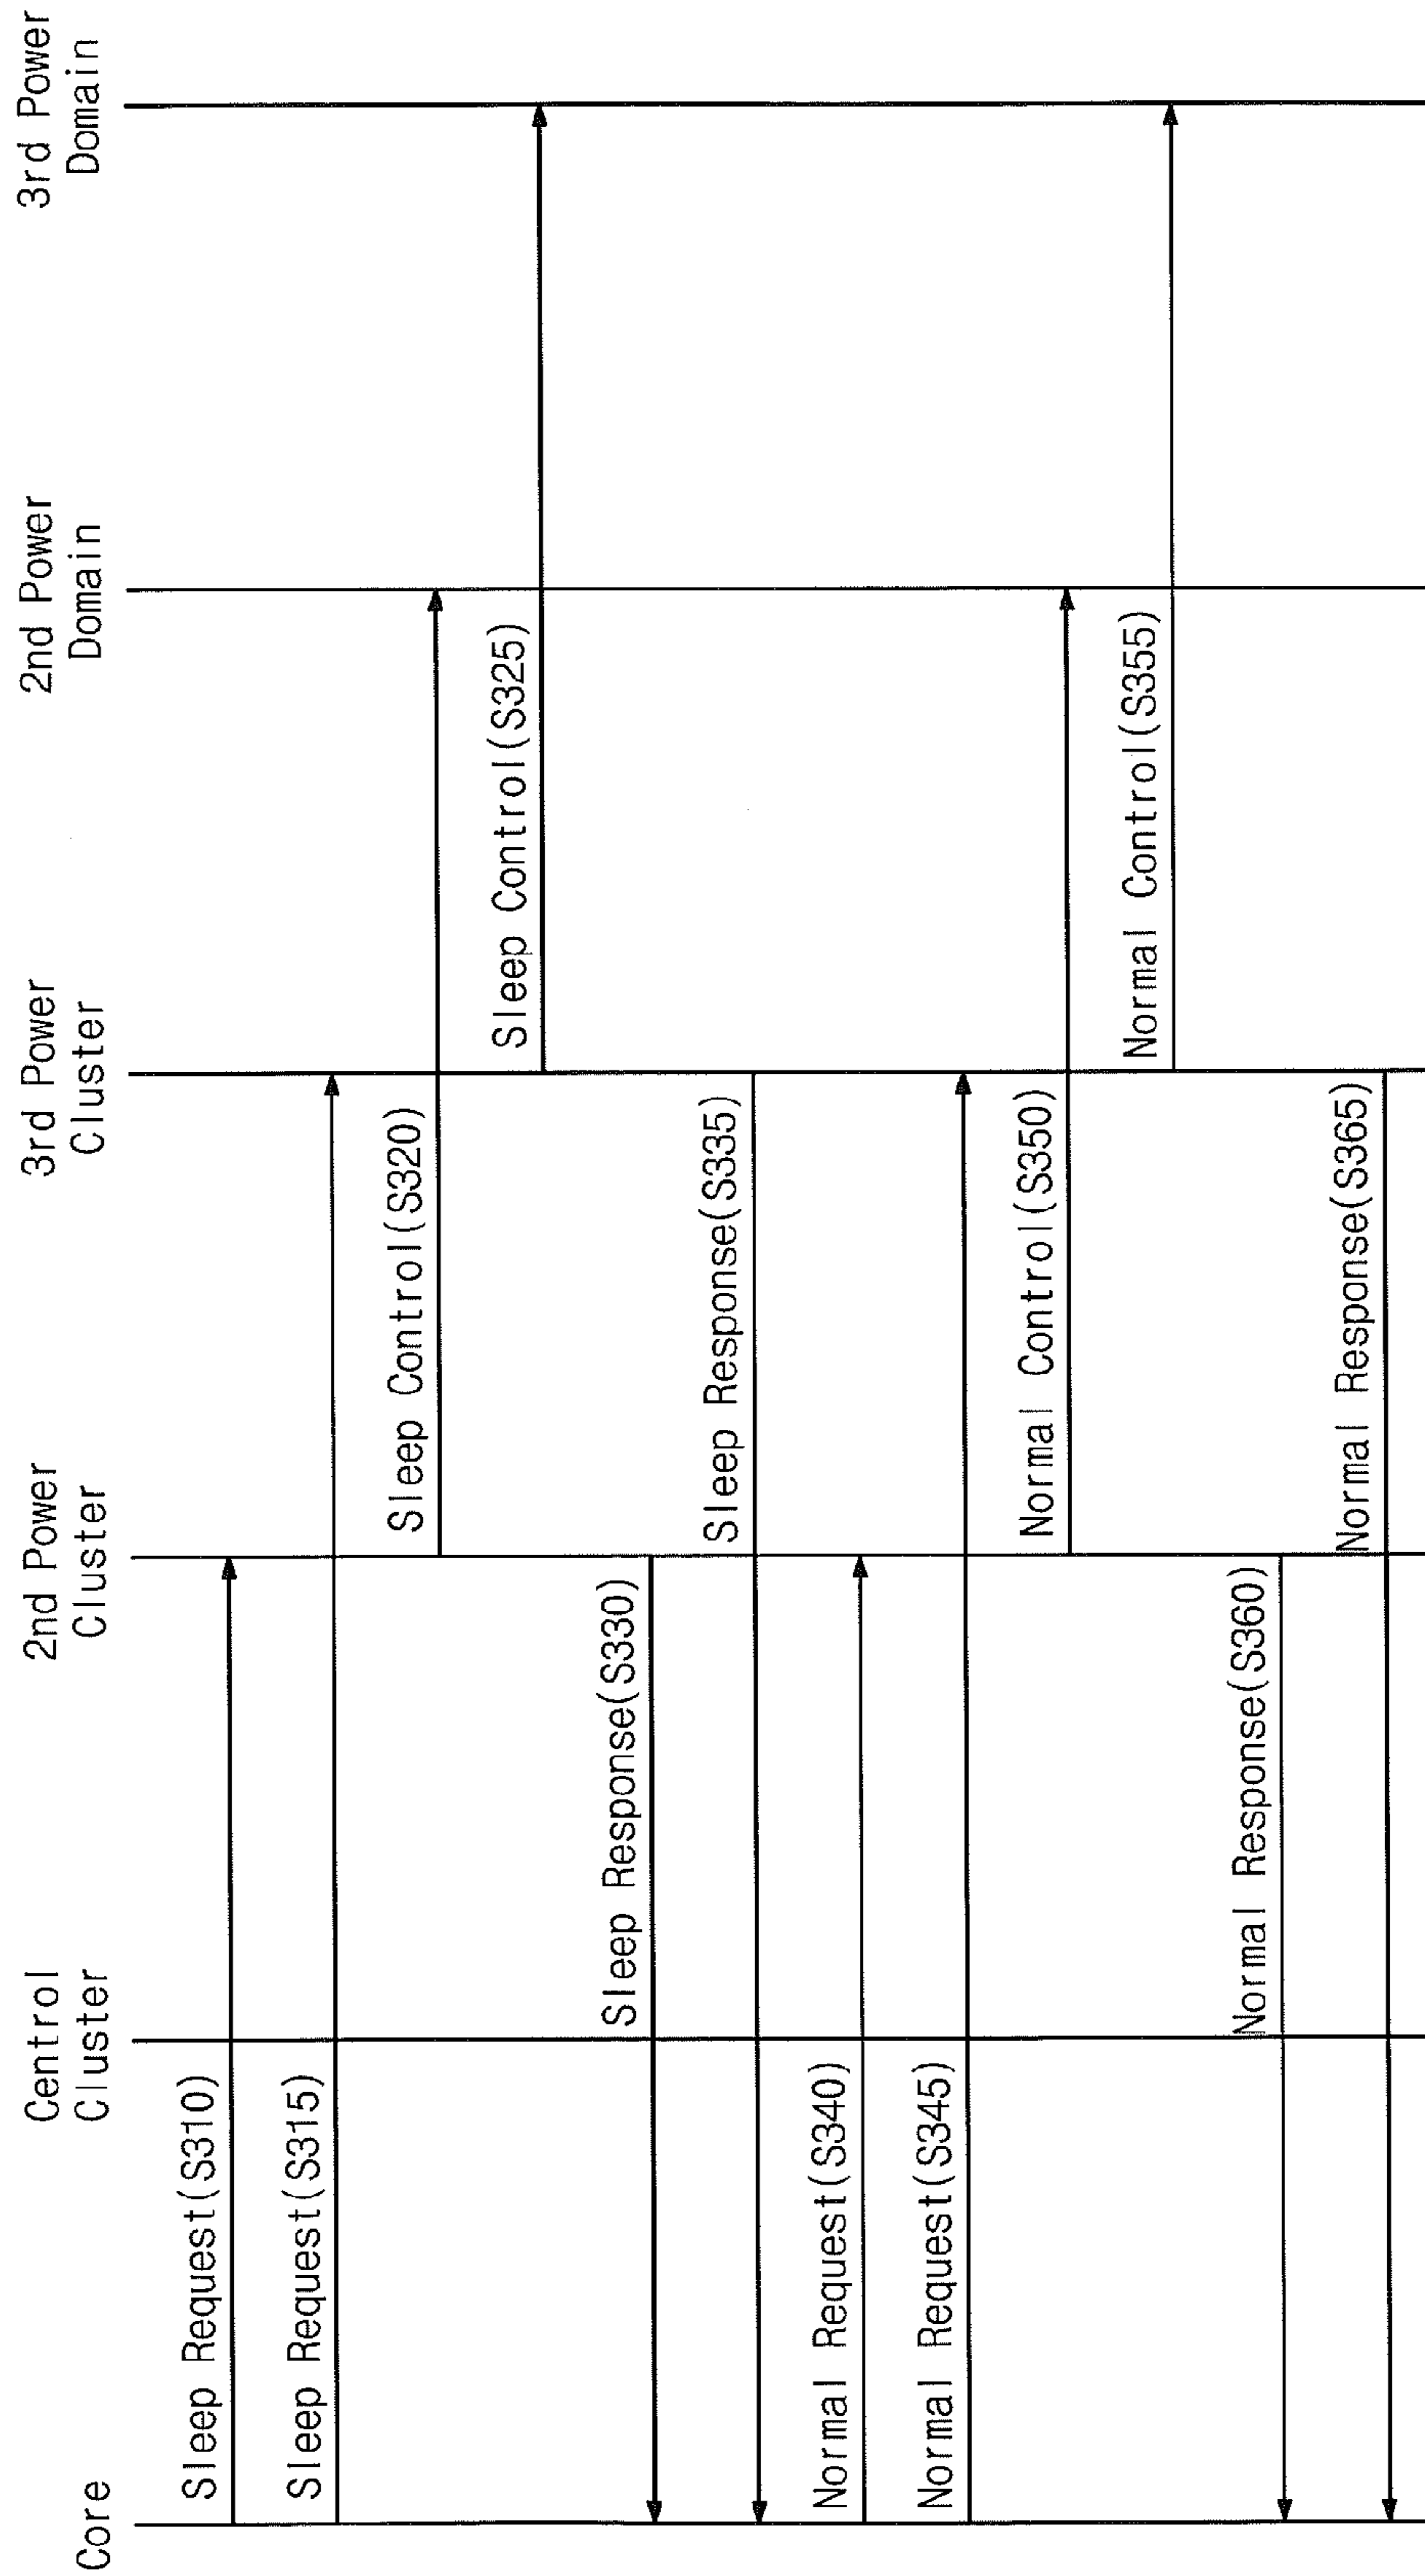 Core
Central
Cluster
2nd Power
Cluster
3rd Power
Cluster
2nd Power
Domain
3rd Power
Domain
Sleep Request(S310)
Sleep Request(S315)
Sleep Control(S320)
Sleep Control(S325)
Sleep Response(S330)
Sleep Response(S335)
Normal Request(S340)
Normal Request(S345)
Normal Control(S350)
Normal Control(S355)
Normal Response(S360)
Normal Response(S365)